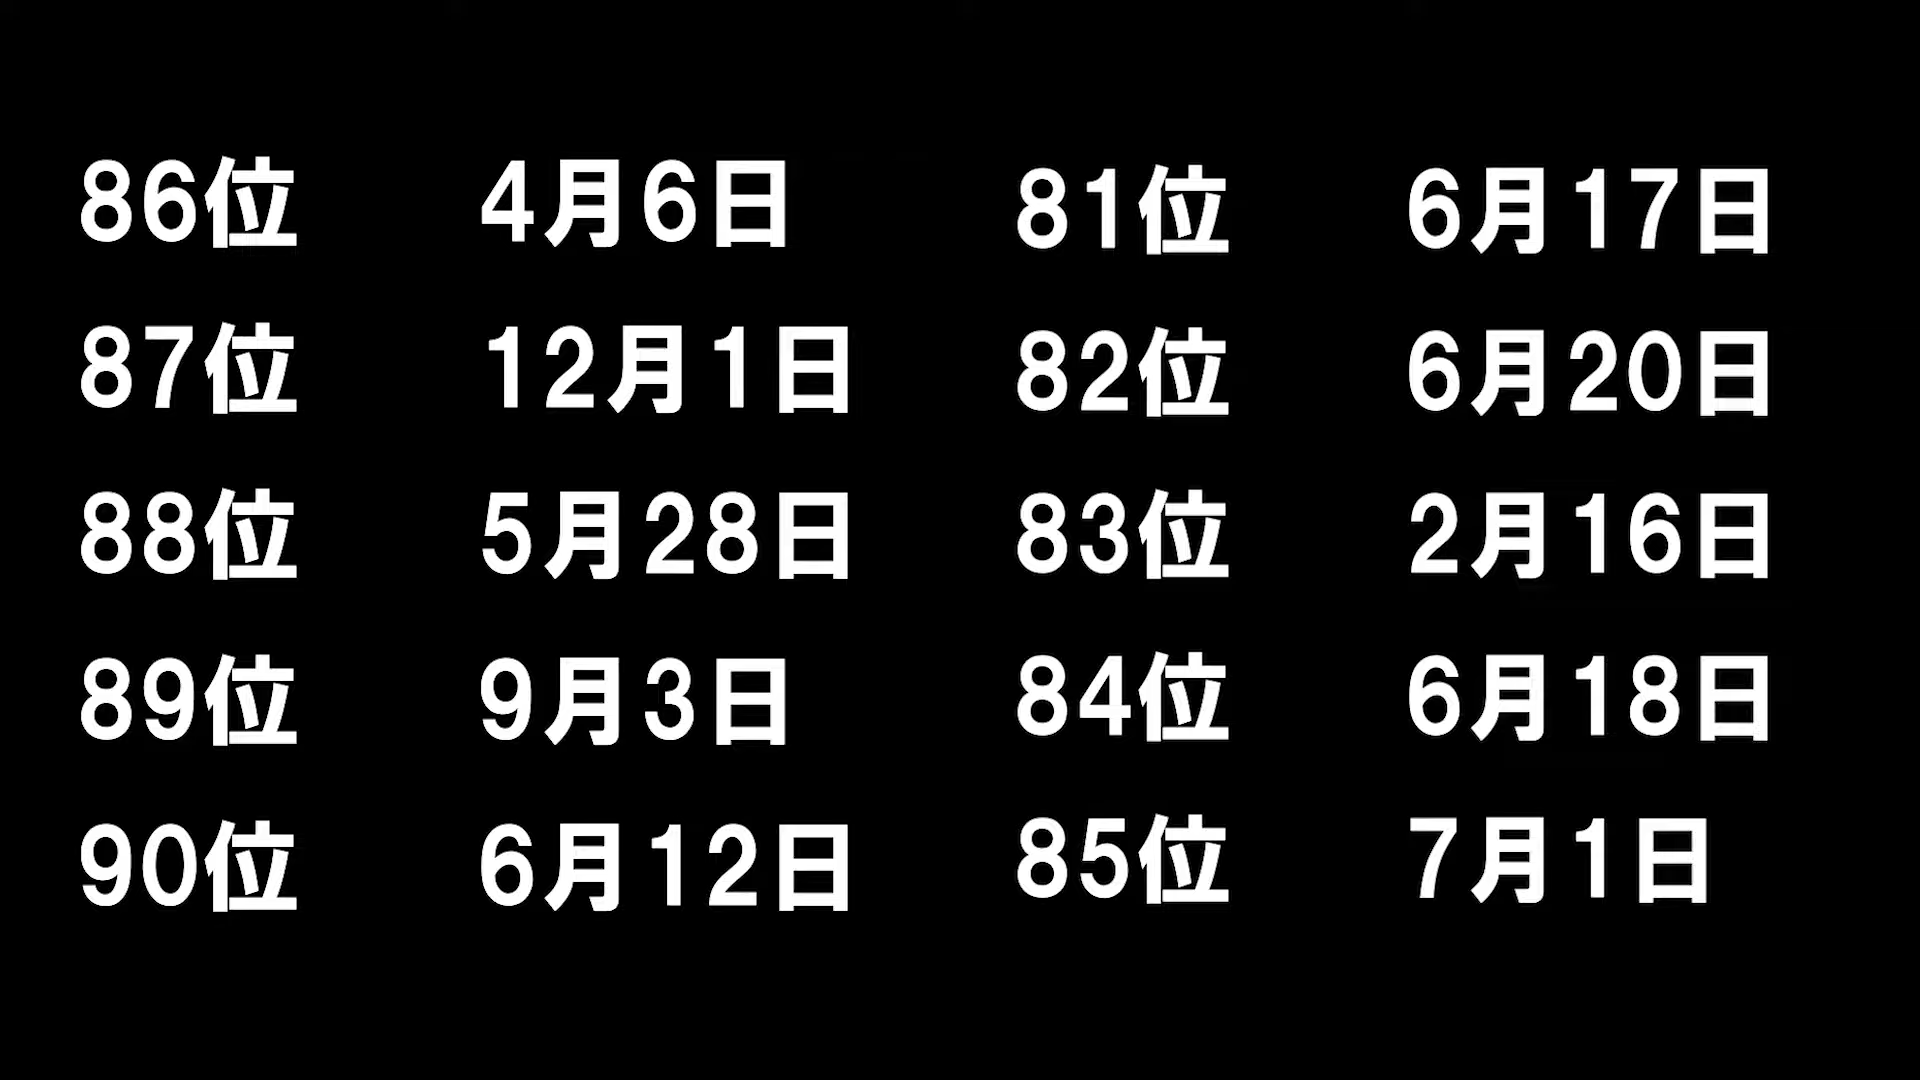 86位 4月6日
87位 12月1日
88位 5月28日
89位 9月3日
90位 6月12日
81位 6月17日
82位 6月20日
83位 2月16日
84位 6月18日
85位 7月1日